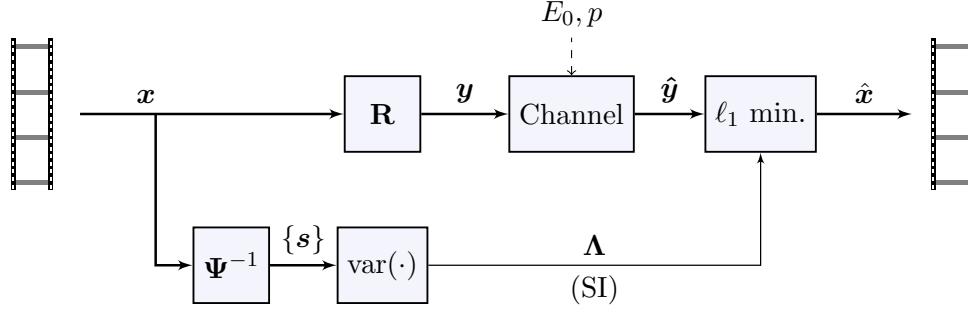 E₀, p
x
R
y
Channel
ŷ
ℓ₁ min.
x̂
Ψ⁻¹
{s}
var(·)
Λ
(SI)